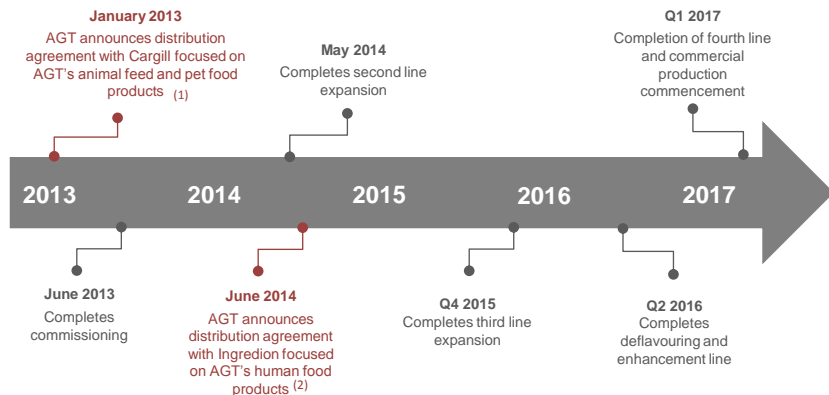 January 2013
AGT announces distribution
agreement with Cargill focused on
AGT's animal feed and pet food
products (1)
May 2014
Completes second line
expansion
Q1 2017
Completion of fourth line
and commercial
production
commencement
2013
2014
2015
2016
2017
June 2013
Completes
commissioning
June 2014
AGT announces
distribution agreement
with Ingredion focused
on AGT's human food
products (2)
Q4 2015
Completes third line
expansion
Q2 2016
Completes
deflavouring and
enhancement line